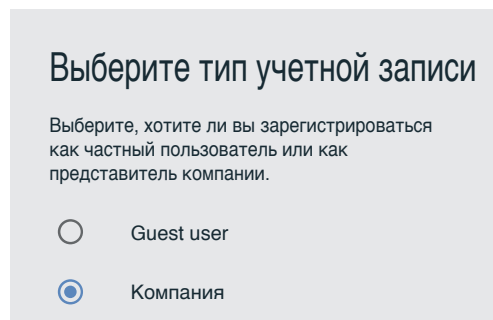 Выберите тип учетной записи
Выберите, хотите ли вы зарегистрироваться
как частный пользователь или как
представитель компании.
Guest user
Компания